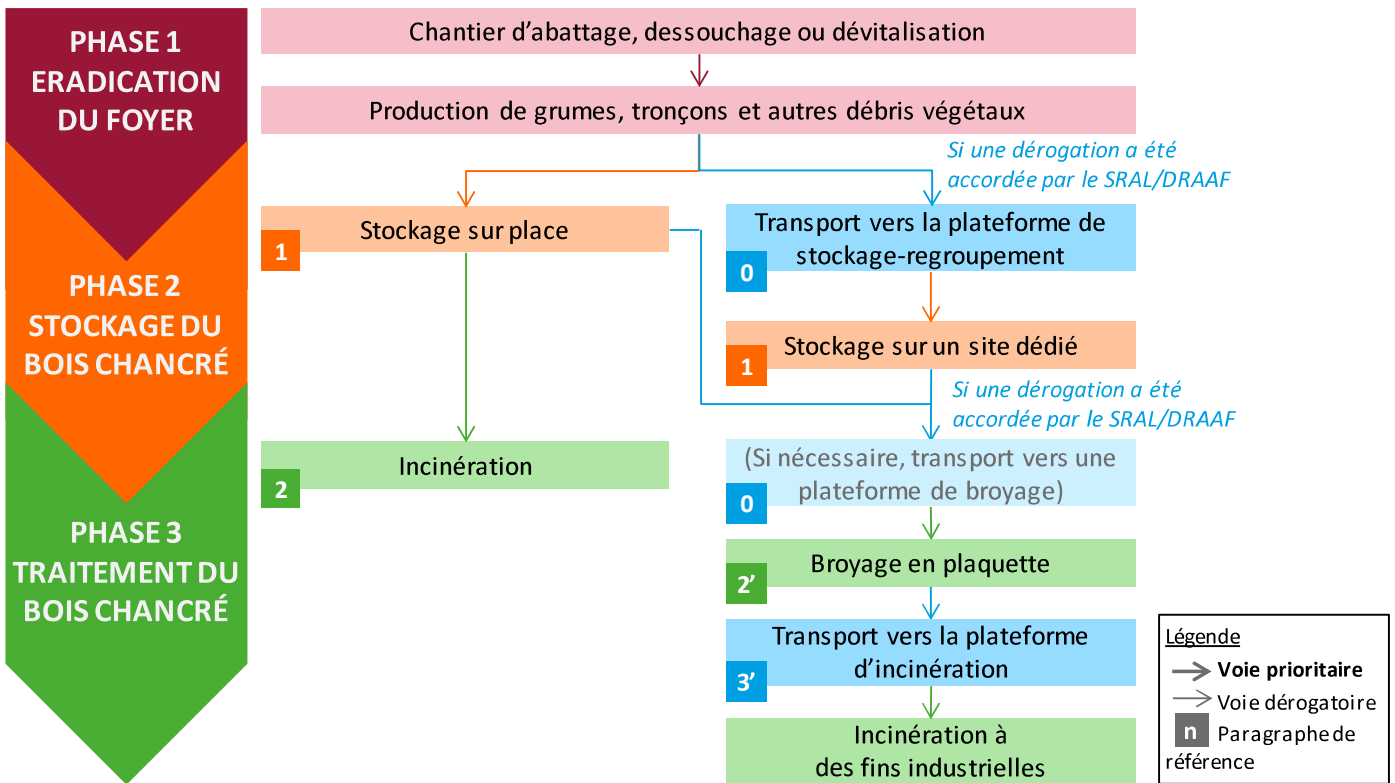 PHASE 1
ERADICATION
DU FOYER
Chantier d’abattage, dessouchage ou dévitalisation
Production de grumes, tronçons et autres débris végétaux
Si une dérogation a été
accordée par le SRAL/DRAAF
PHASE 2
STOCKAGE DU
BOIS CHANCRÉ
Stockage sur place
1
Transport vers la plateforme de
stockage-regroupement
0
Stockage sur un site dédié
1
Si une dérogation a été
accordée par le SRAL/DRAAF
PHASE 3
TRAITEMENT DU
BOIS CHANCRÉ
Incinération
2
(Si nécessaire, transport vers une
plateforme de broyage)
0
Broyage en plaquette
2’
Transport vers la plateforme
d’incinération
3’
Incinération à
des fins industrielles
Légende
Voie prioritaire
Voie dérogatoire
n Paragraphe de
référence